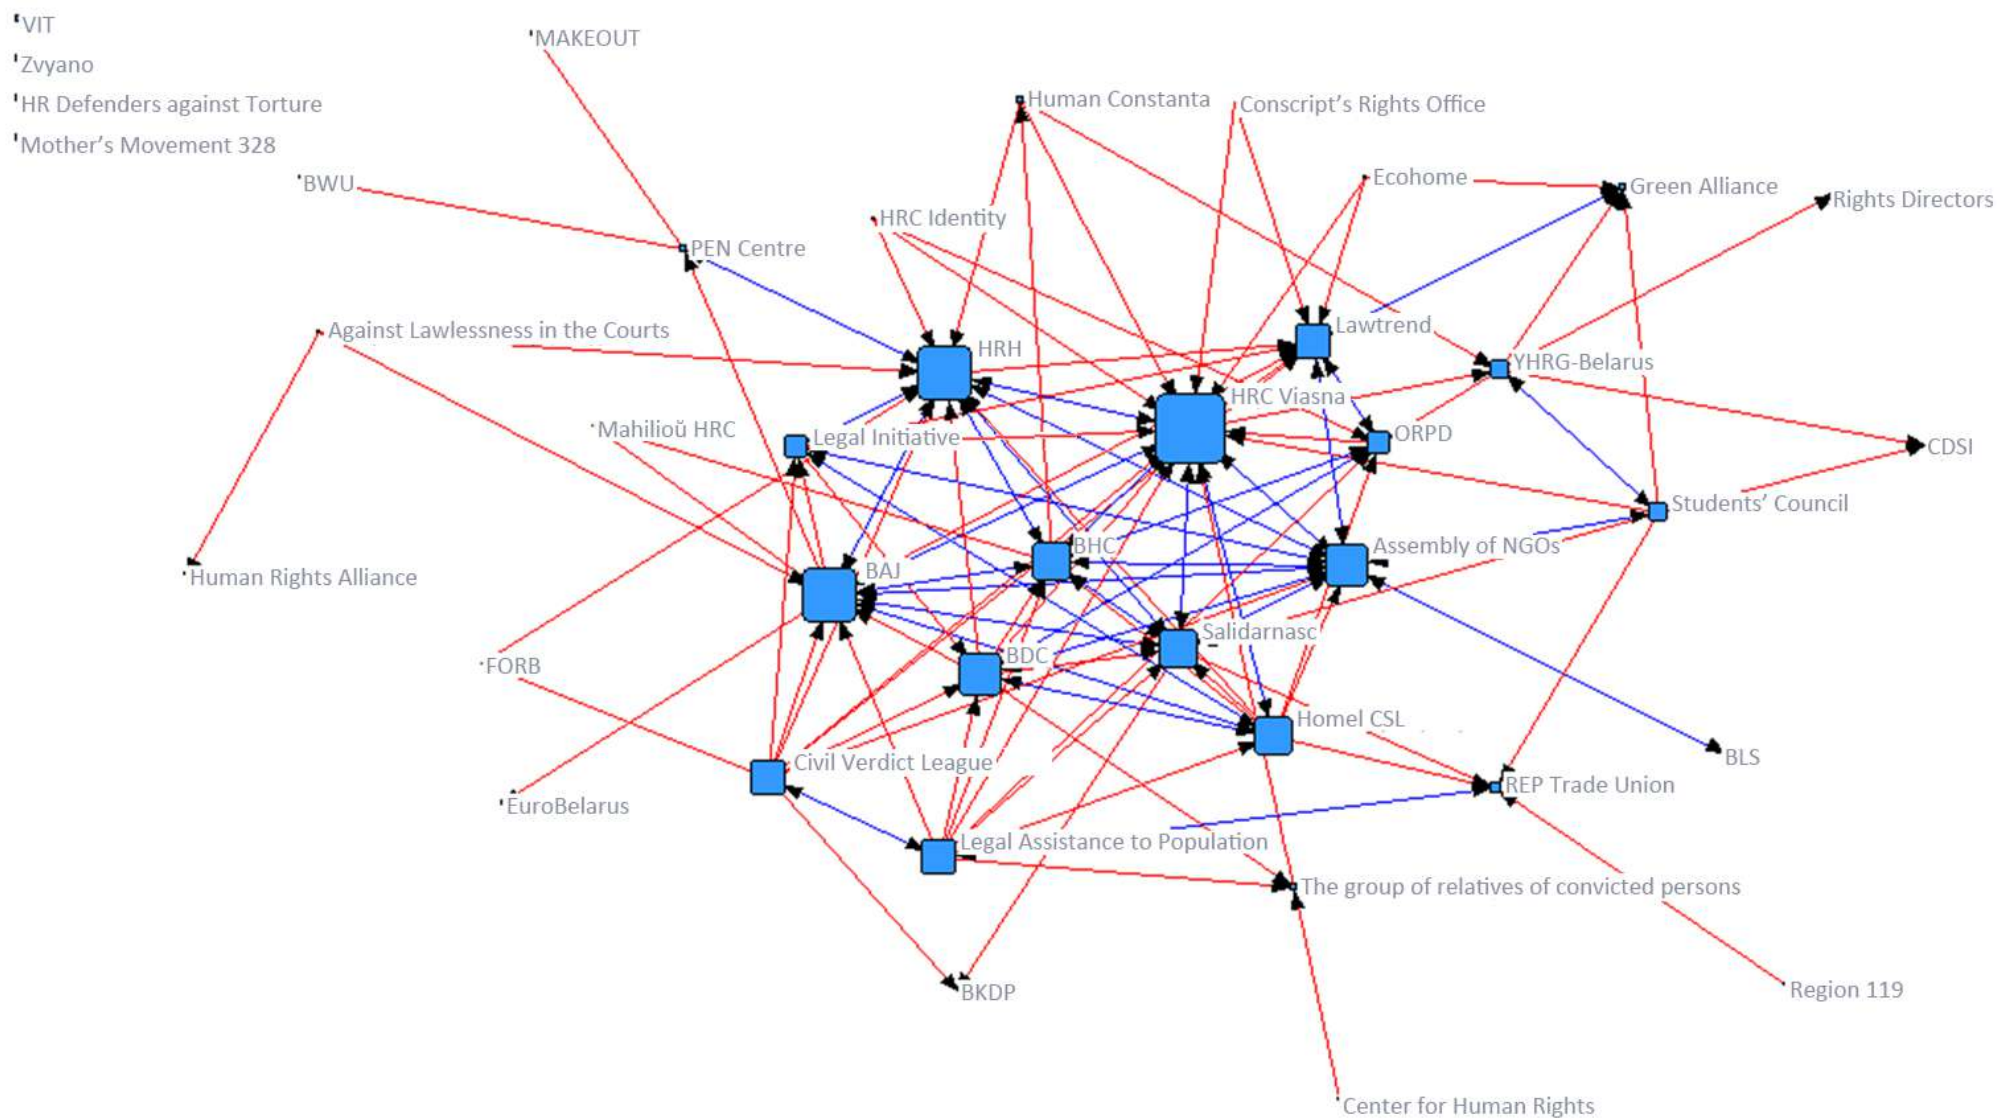 VIT
MAKEOUT
Zvyano
HR Defenders against Torture
Human Constanta
Conscript's Rights Office
Mother's Movement 328
BWU
Ecohome
Green Alliance
Rights Directors
HRC Identity
PEN Centre
Against Lawlessness in the Courts
Lawtrend
HRH
YHRG-Belarus
HRC Viasna
Mahilioŭ HRC
Legal Initiative
ORPD
CDSI
Students' Council
BHC
Assembly of NGOs
BAJ
Human Rights Alliance
Salidarnasc
BDC
FORB
Homel CSL
BLS
Civil Verdict League
REP Trade Union
EuroBelarus
Legal Assistance to Population
The group of relatives of convicted persons
BKDP
Region 119
Center for Human Rights